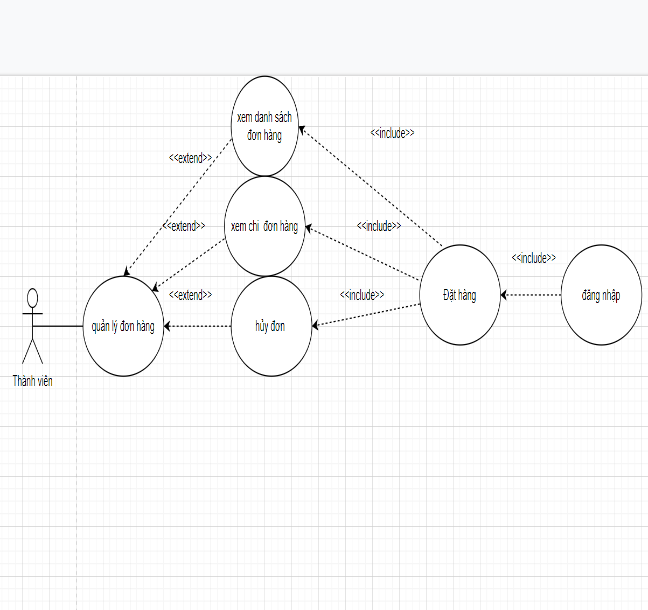 xem danh sách
đơn hàng
<<include>>
<<extend>>
<<extend>>
xem chi đơn hàng
<<include>>
<<include>>
<<extend>>
<<include>>
Đặt hàng
đăng nhập
quản lý đơn hàng
hủy đơn
Thành viên